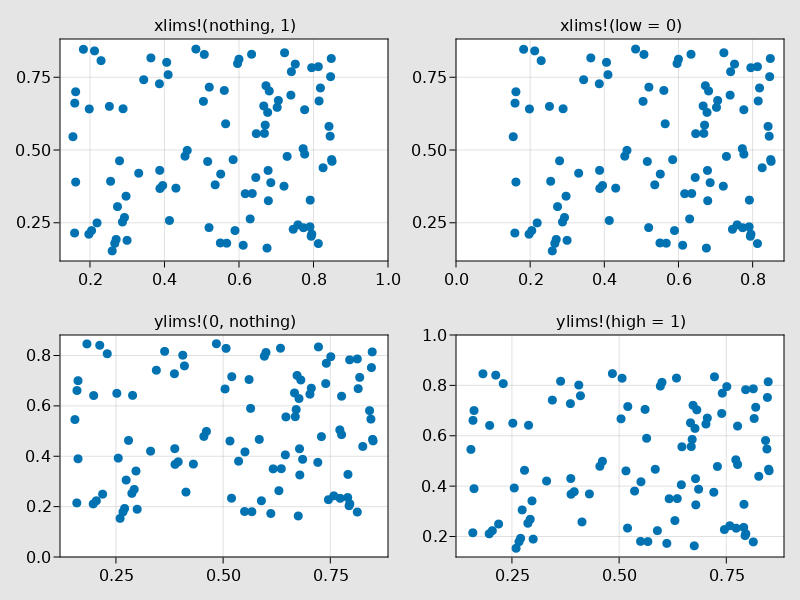 xlims!(nothing, 1)
0.75
0.50
0.25
0.2 0.4 0.6 0.8 1.0
xlims!(low = 0)
0.75
0.50
0.25
0.0 0.2 0.4 0.6 0.8
ylims!(0, nothing)
0.8
0.6
0.4
0.2
0.0
0.25 0.50 0.75
ylims!(high = 1)
1.0
0.8
0.6
0.4
0.2
0.25 0.50 0.75